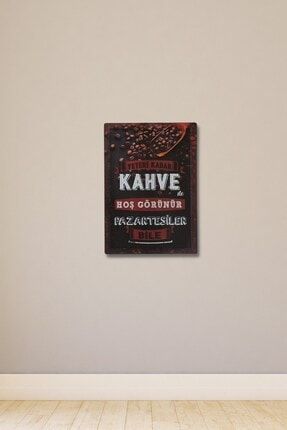 YETERİ KADAR
KAHVE
ile
HOŞ GÖRÜNÜR
PAZARTESİLER
BİLE